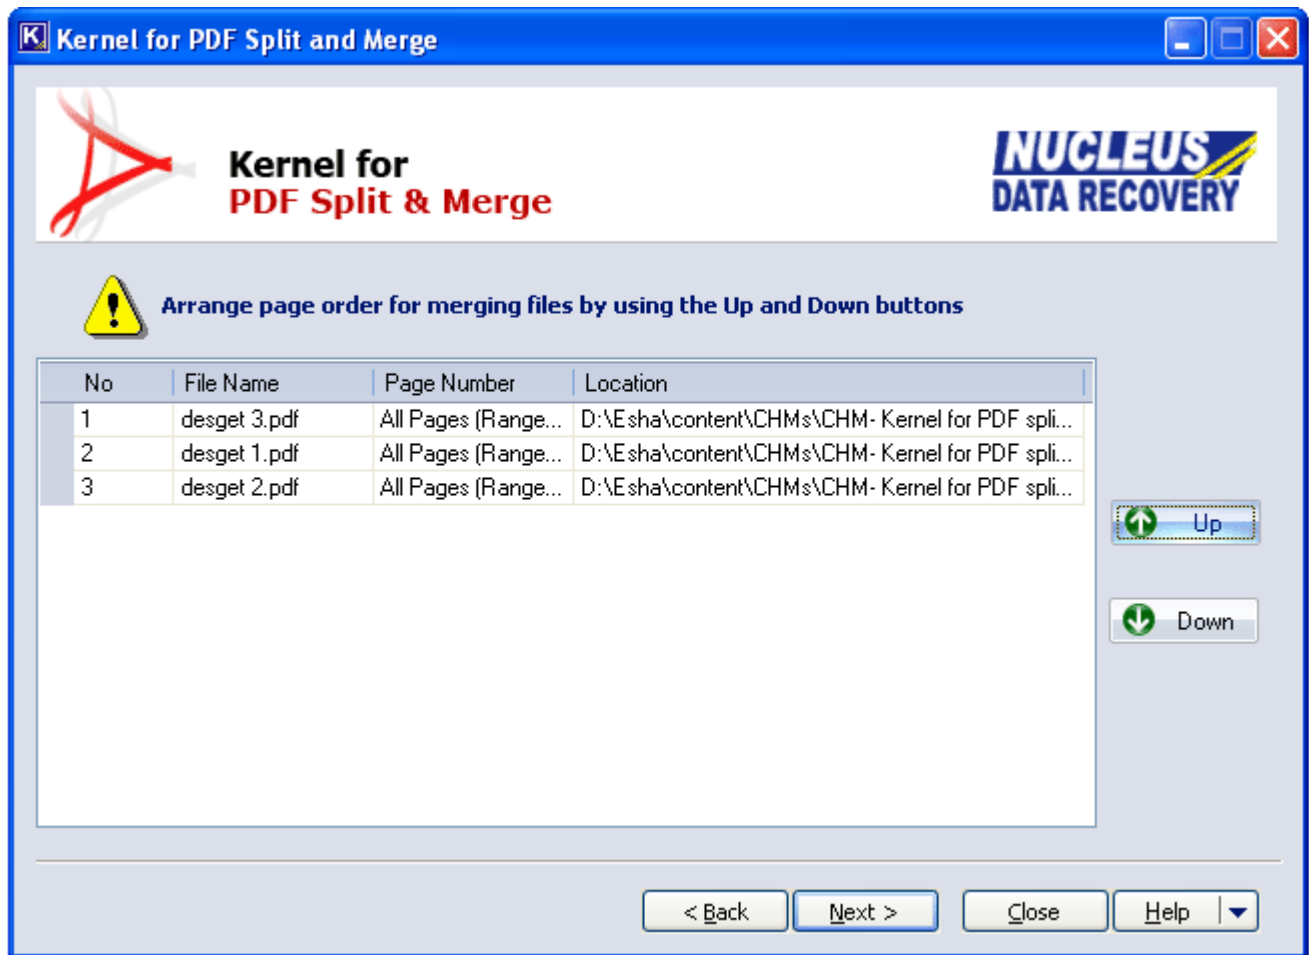 Kernel for PDF Split and Merge
Kernel for
PDF Split & Merge
NUCLEUS
DATA RECOVERY
Arrange page order for merging files by using the Up and Down buttons
No File Name Page Number Location
1 desget 3.pdf All Pages (Range... D:\Esha\content\CHMs\CHM- Kernel for PDF spli...
2 desget 1.pdf All Pages (Range... D:\Esha\content\CHMs\CHM- Kernel for PDF spli...
3 desget 2.pdf All Pages (Range... D:\Esha\content\CHMs\CHM- Kernel for PDF spli...
Up
Down
< Back Next > Close Help